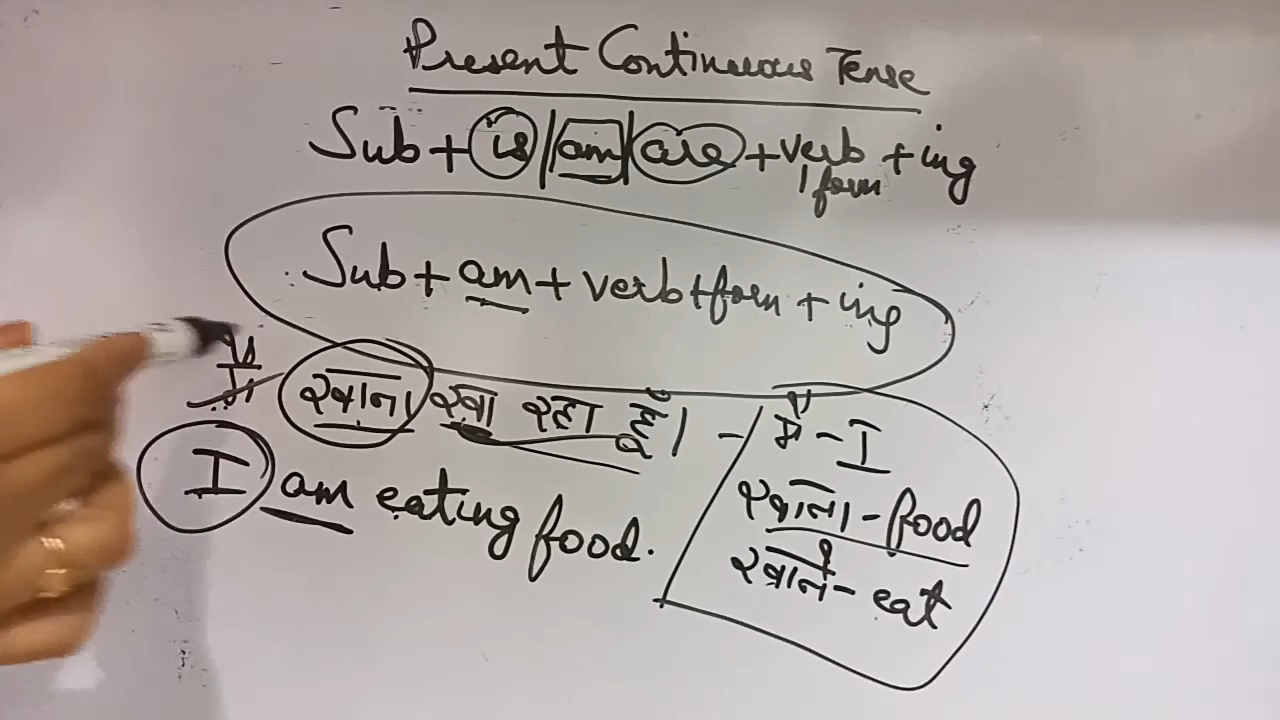 Present Continuous Tense
Sub + is | am | are + verb + ing
1 form
Sub + am + verb + form + ing
खाना खा रहा हूँ। -
I am eating food.
मैं - I
खाना - food
खाने - eat